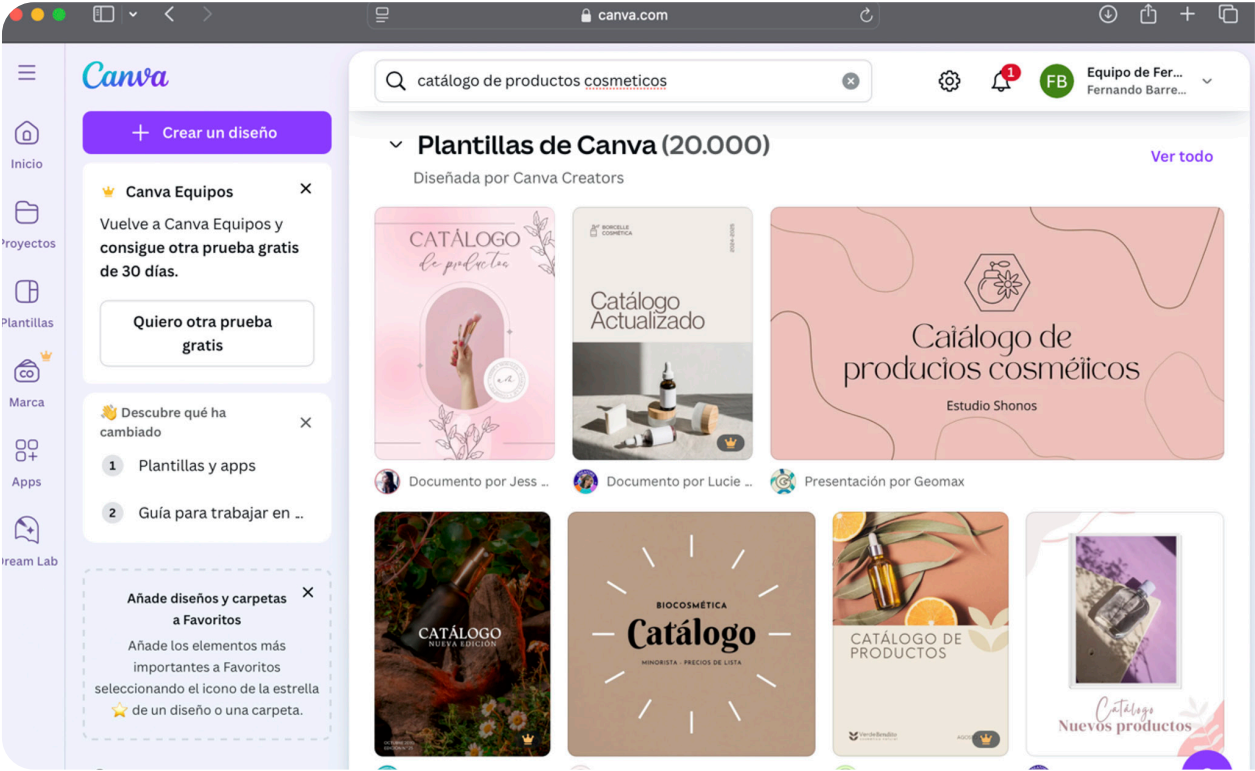 canva.com
Canva
catálogo de productos cosmeticos
1
FB
Equipo de Fer...
Fernando Barre...
Crear un diseño
Inicio
Proyectos
Plantillas
Marca
Apps
Dream Lab
Canva Equipos
Vuelve a Canva Equipos y
consigue otra prueba gratis
de 30 días.
Quiero otra prueba
gratis
Descubre qué ha
cambiado
1 Plantillas y apps
2 Guía para trabajar en ...
Añade diseños y carpetas
a Favoritos
Añade los elementos más
importantes a Favoritos
seleccionando el icono de la estrella
de un diseño o una carpeta.
Plantillas de Canva (20.000)
Ver todo
Diseñada por Canva Creators
CATÁLOGO
de productos
BORCELLE
COSMÉTICA
Catálogo
Actualizado
Catálogo de
productos cosméticos
Estudio Shonos
Documento por Jess ...
Documento por Lucie ...
Presentación por Geomax
CATÁLOGO
NUEVA EDICIÓN
BIOCOSMÉTICA
Catálogo
MINORISTA - PRECIOS DE LISTA
CATÁLOGO DE
PRODUCTOS
Catálogo
Nuevos productos